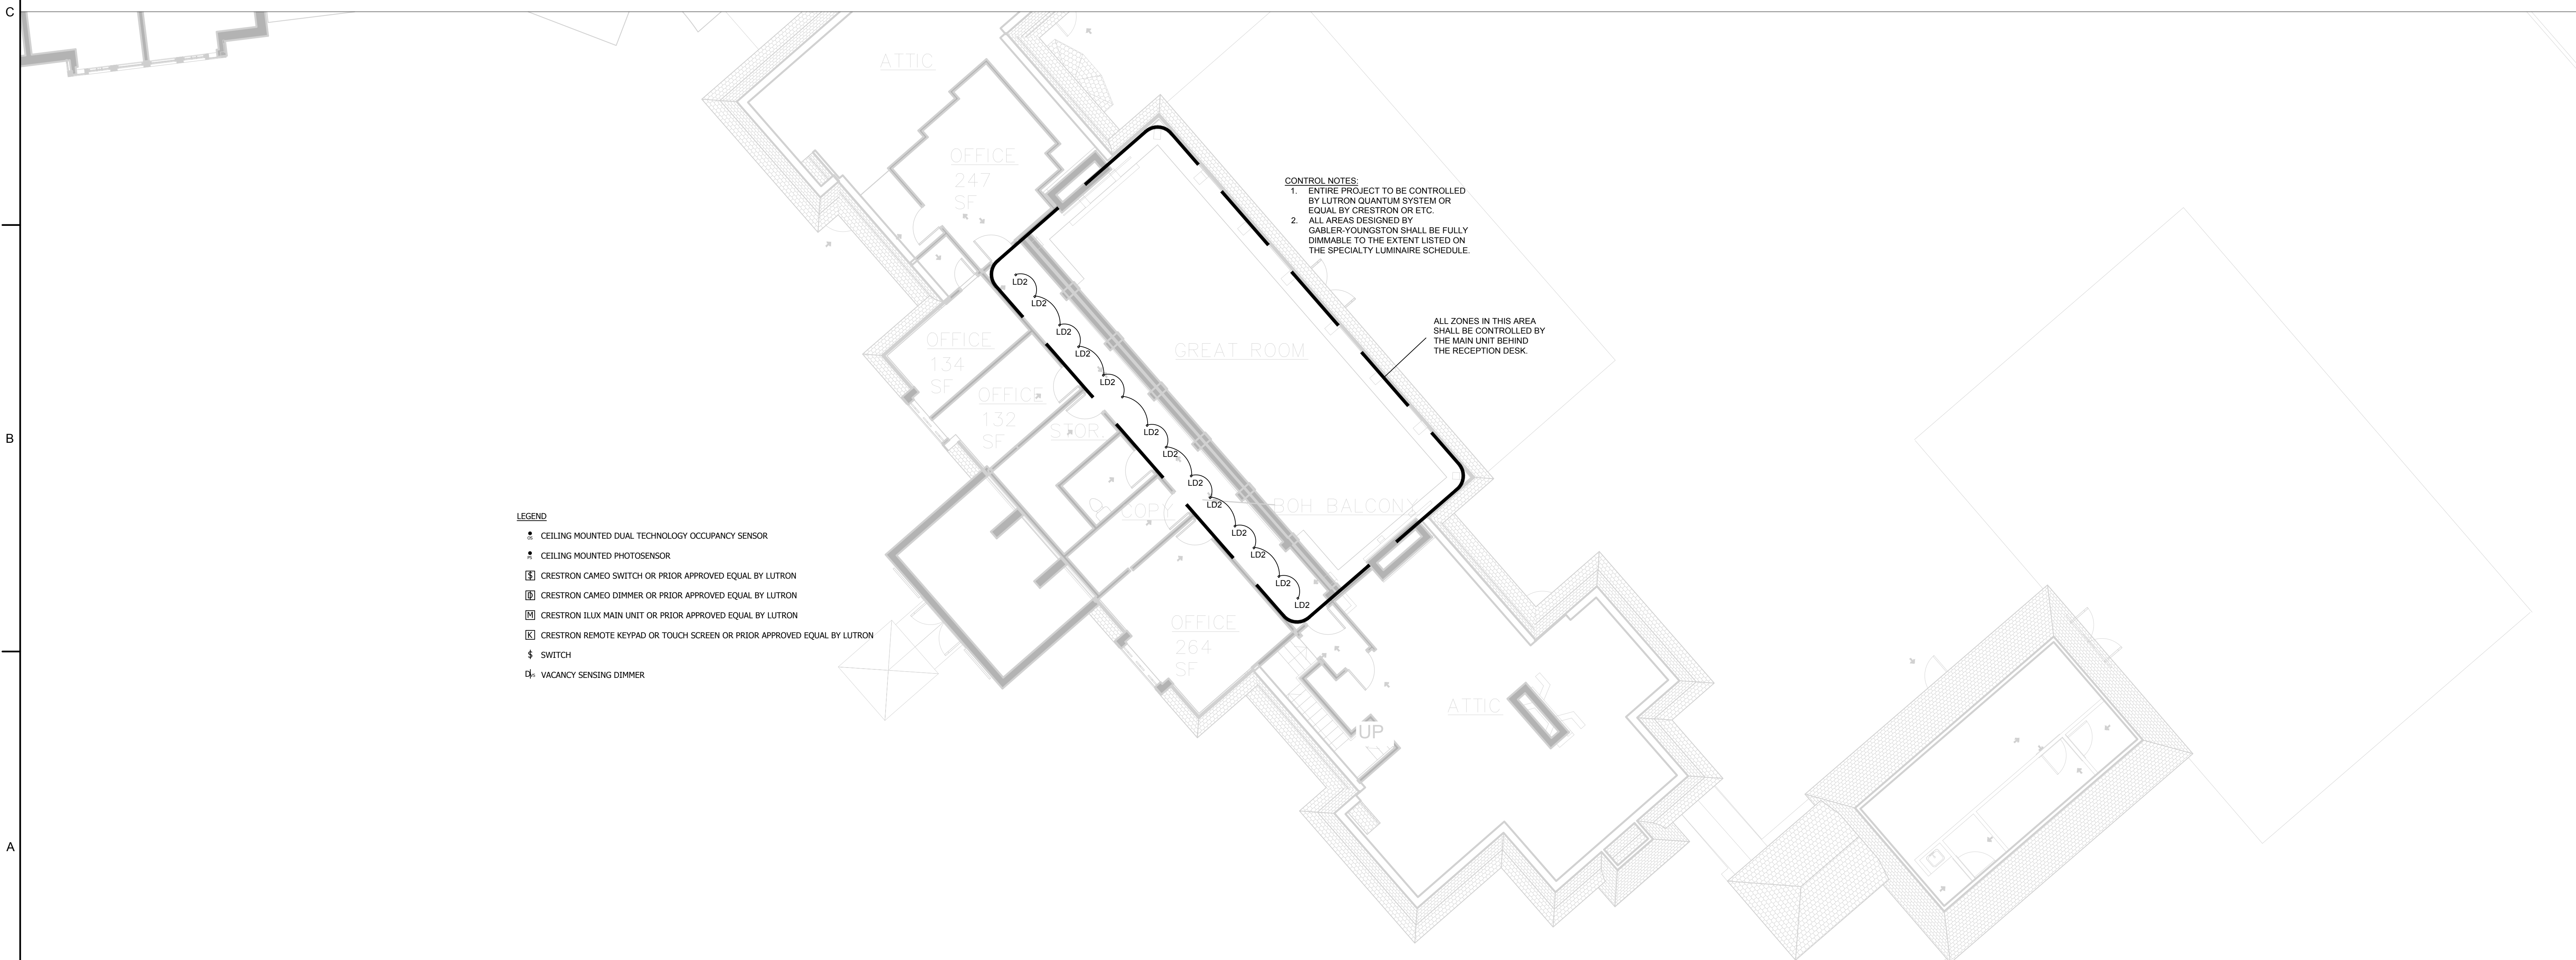 C
ATTIC
OFFICE
247
SF
CONTROL NOTES:
1. ENTIRE PROJECT TO BE CONTROLLED
BY LUTRON QUANTUM SYSTEM OR
EQUAL BY CRESTRON OR ETC.
2. ALL AREAS DESIGNED BY
GABLER-YOUNGSTON SHALL BE FULLY
DIMMABLE TO THE EXTENT LISTED ON
THE SPECIALTY LUMINAIRE SCHEDULE.
LD2
LD2
LD2
LD2
LD2
LD2
LD2
LD2
LD2
LD2
LD2
LD2
LD2
ALL ZONES IN THIS AREA
SHALL BE CONTROLLED BY
THE MAIN UNIT BEHIND
THE RECEPTION DESK.
GREAT ROOM
OFFICE
134
SF
OFFICE
132
SF
STOR.
B
COPY
BOH BALCONY
LEGEND
OS CEILING MOUNTED DUAL TECHNOLOGY OCCUPANCY SENSOR
PS CEILING MOUNTED PHOTOSENSOR
$ CRESTRON CAMEO SWITCH OR PRIOR APPROVED EQUAL BY LUTRON
D CRESTRON CAMEO DIMMER OR PRIOR APPROVED EQUAL BY LUTRON
M CRESTRON ILUX MAIN UNIT OR PRIOR APPROVED EQUAL BY LUTRON
K CRESTRON REMOTE KEYPAD OR TOUCH SCREEN OR PRIOR APPROVED EQUAL BY LUTRON
$ SWITCH
D VACANCY SENSING DIMMER
OFFICE
264
SF
ATTIC
UP
A